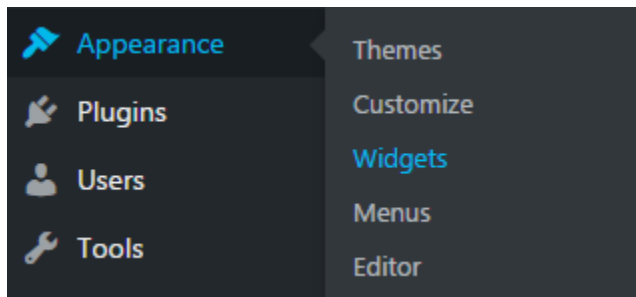 Appearance
Plugins
Users
Tools
Themes
Customize
Widgets
Menus
Editor